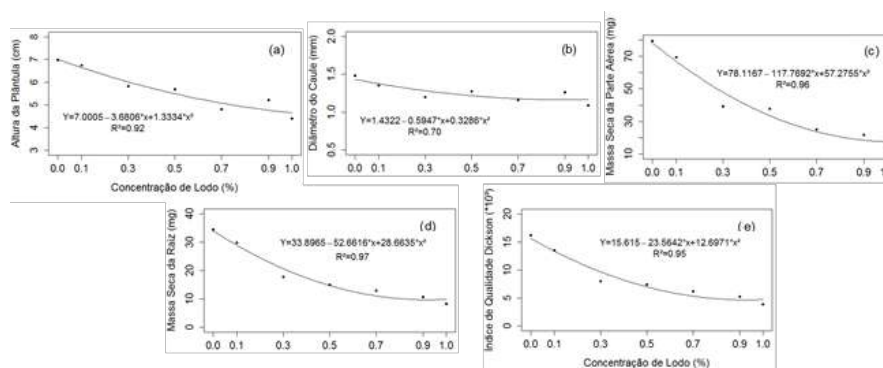 Altura da Plântula (cm)
8
7
6
5
4
3
(a)
Y=7.0005−3.6806*x+1.3334*x²
R²=0.92
0.0 0.1 0.3 0.5 0.7 0.9 1.0
Concentração de Lodo (%)
Diâmetro do Caule (mm)
2.0
1.5
1.0
0.5
(b)
Y=1.4322−0.5947*x+0.3286*x²
R²=0.70
0.0 0.1 0.3 0.5 0.7 0.9 1.0
Massa Seca da Parte Aérea (mg)
70
50
30
10
(c)
Y=78.1167−117.7692*x+57.2755*x²
R²=0.96
0.0 0.1 0.3 0.5 0.7 0.9 1.
Massa Seca da Raiz (mg)
40
30
20
10
0
(d)
Y=33.8965−52.6616*x+28.6635*x²
R²=0.97
0.0 0.1 0.3 0.5 0.7 0.9 1.0
Índice de Qualidade Dickson
20
15
10
5
0
(e)
Y=15.615−23.5642*x+12.6971*x²
R²=0.95
0.0 0.1 0.3 0.5 0.7 0.9 1.0
Concentração de Lodo (%)